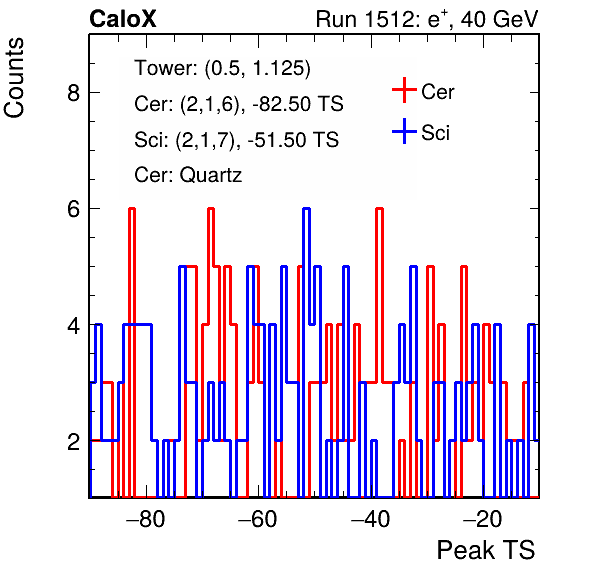 CaloX Run 1512: e⁺, 40 GeV
Counts
Tower: (0.5, 1.125)
Cer: (2,1,6), -82.50 TS
Sci: (2,1,7), -51.50 TS
Cer: Quartz
Cer
Sci
8
6
4
2
−80 −60 −40 −20
Peak TS